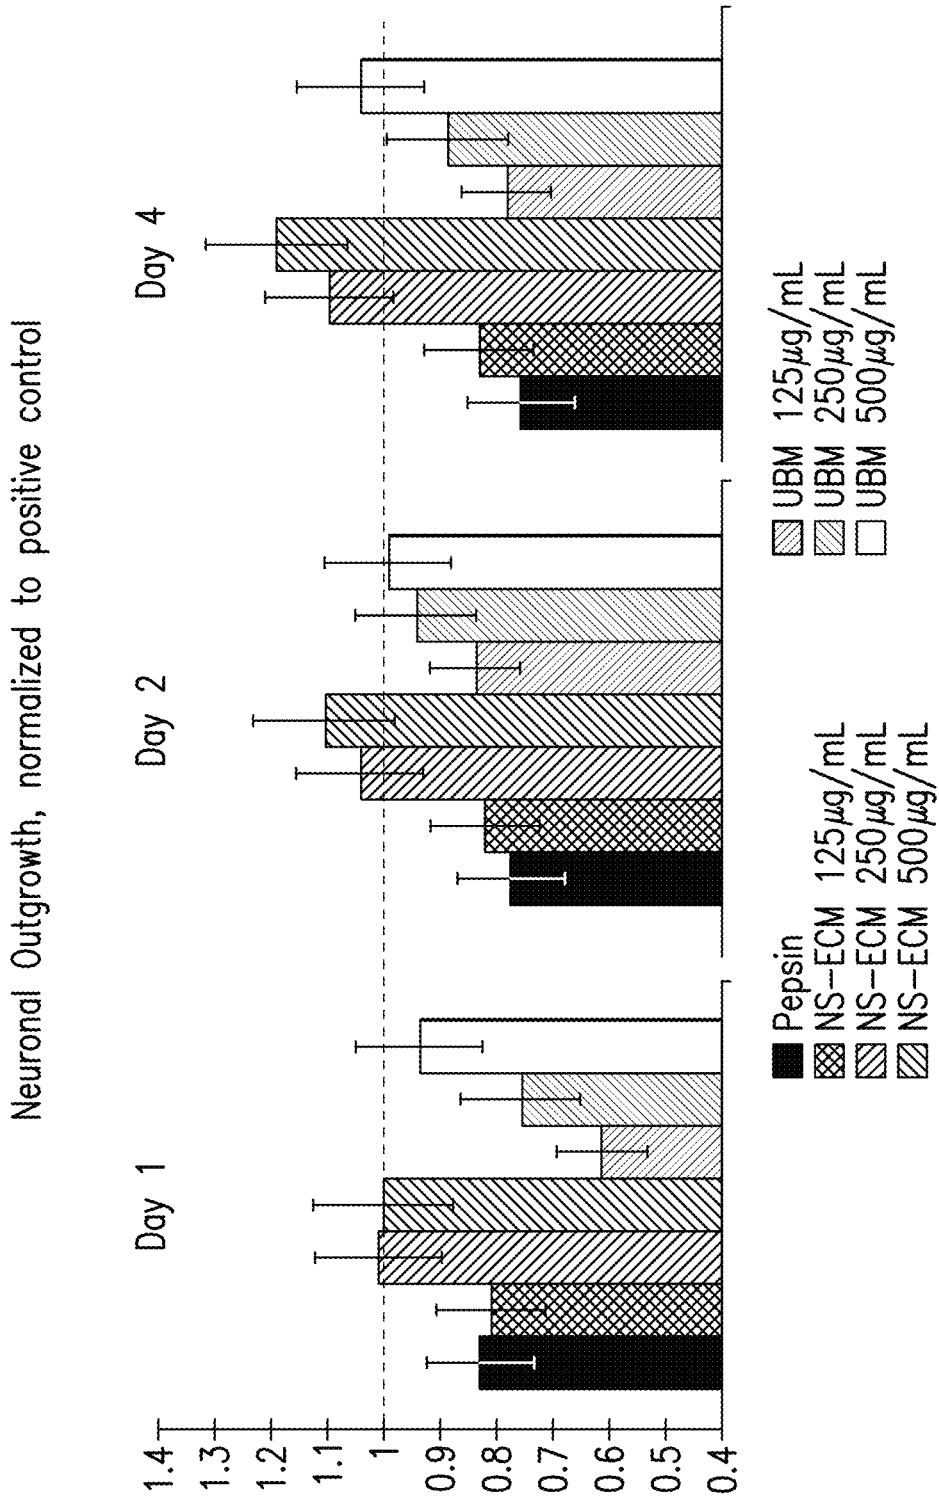 Neuronal Outgrowth, normalized to positive control
Day 1
Day 2
Day 4
1.4
1.3
1.2
1.1
1
0.9
0.8
0.7
0.6
0.5
0.4
Pepsin
NS-ECM 125μg/mL
NS-ECM 250μg/mL
NS-ECM 500μg/mL
UBM 125μg/mL
UBM 250μg/mL
UBM 500μg/mL